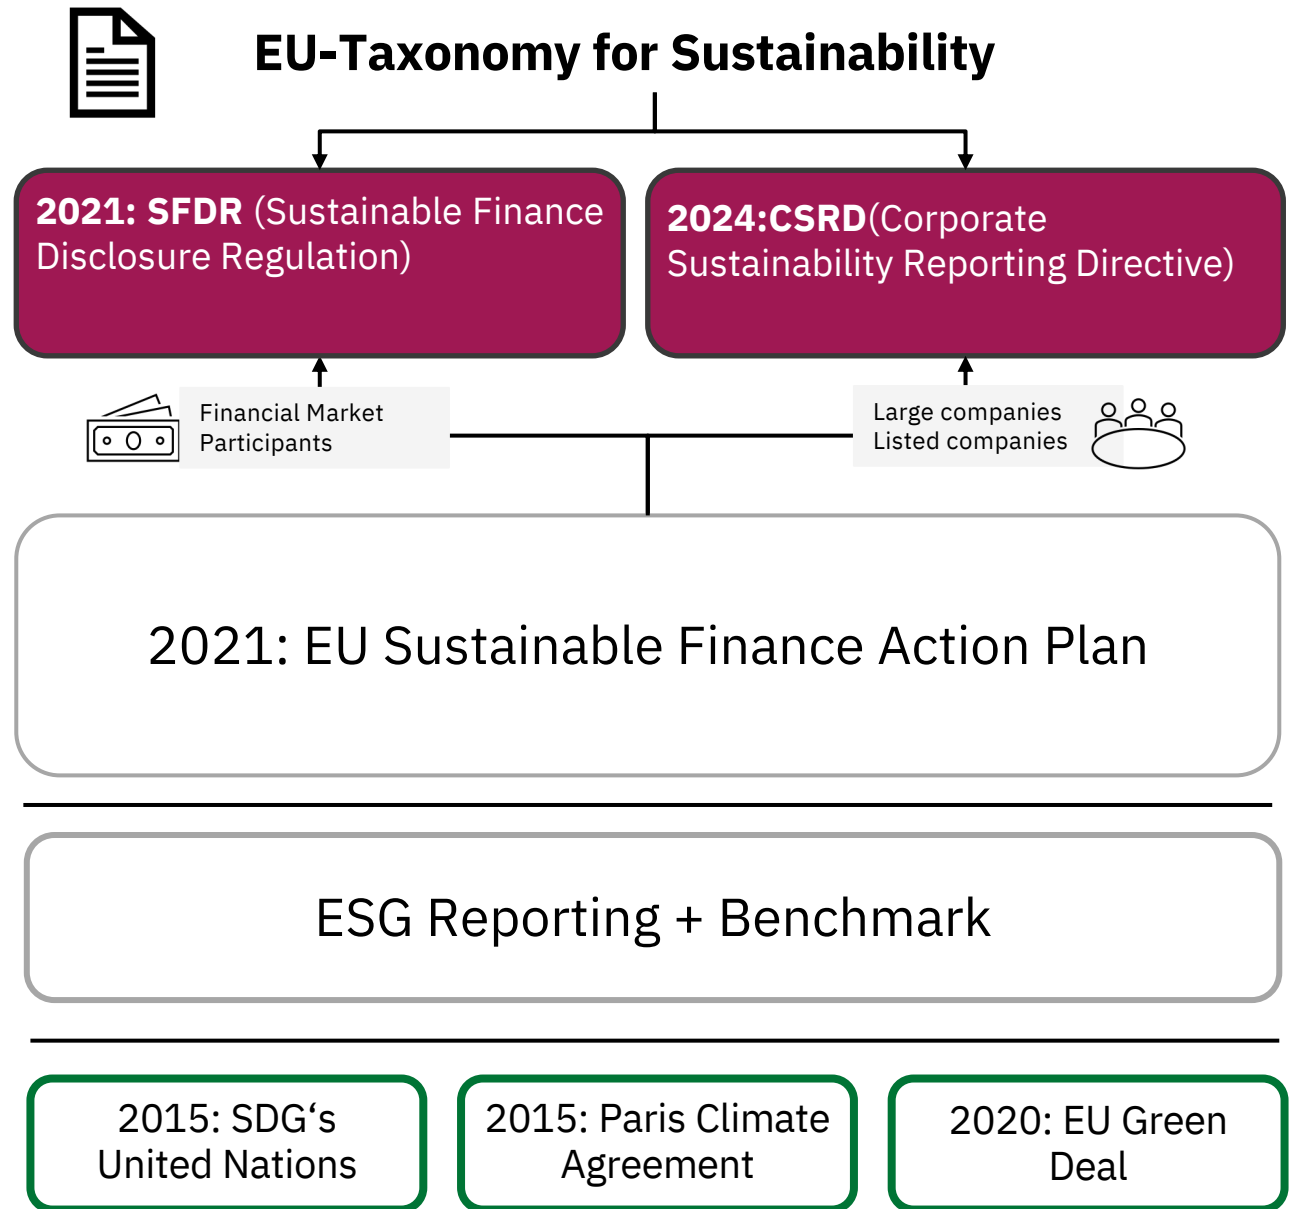 EU-Taxonomy for Sustainability
2021: SFDR (Sustainable Finance
Disclosure Regulation)
2024:CSRD(Corporate
Sustainability Reporting Directive)
Financial Market
Participants
Large companies
Listed companies
2021: EU Sustainable Finance Action Plan
ESG Reporting + Benchmark
2015: SDG‘s
United Nations
2015: Paris Climate
Agreement
2020: EU Green
Deal